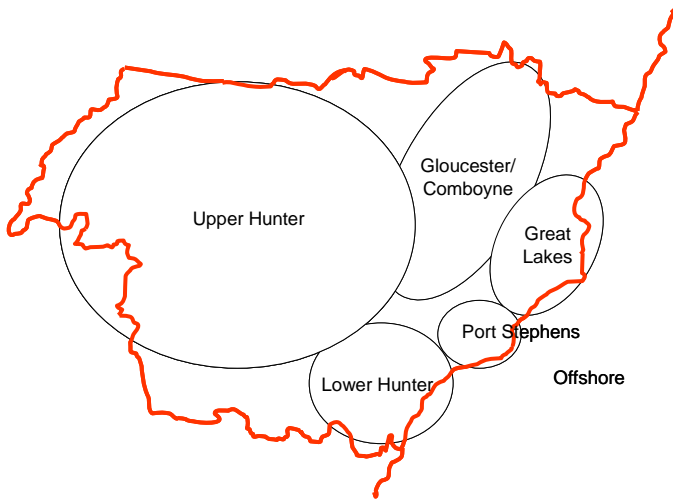 Gloucester/
Comboyne
Upper Hunter
Great
Lakes
Port Stephens
Offshore
Lower Hunter